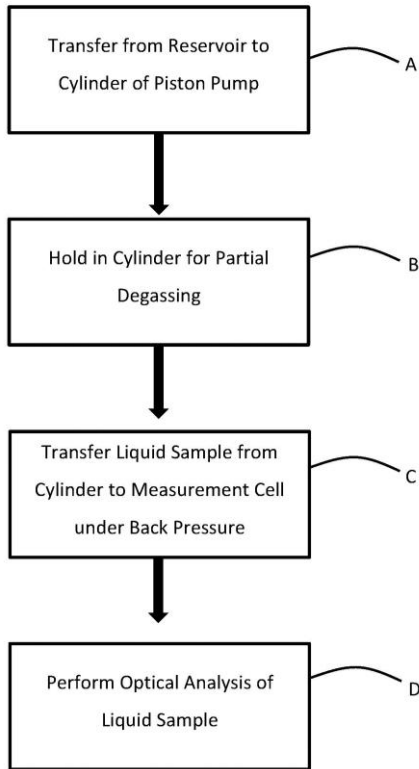 Transfer from Reservoir to
Cylinder of Piston Pump
A
Hold in Cylinder for Partial
Degassing
B
Transfer Liquid Sample from
Cylinder to Measurement Cell
under Back Pressure
C
Perform Optical Analysis of
Liquid Sample
D